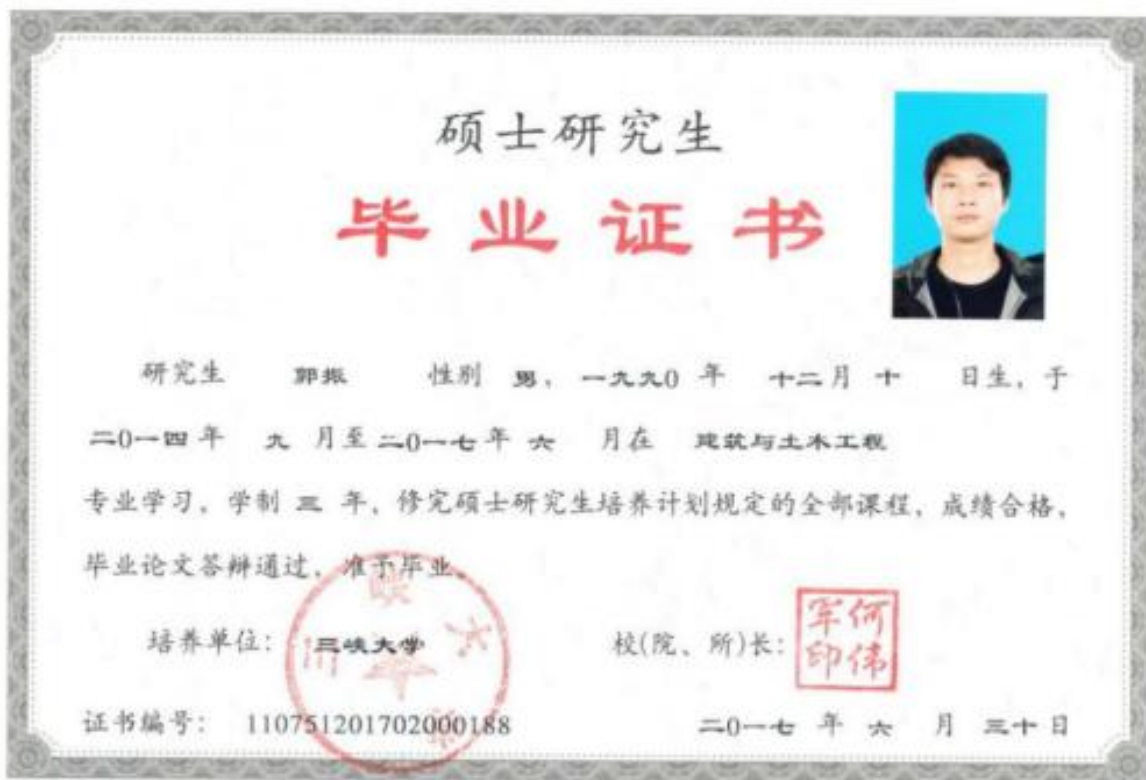 硕士研究生
毕业证书
研究生 郭振 性别 男，一九九0 年 十二月 十 日生，于
二0一四 年 九 月至 二0一七 年 六 月在 建筑与土木工程
专业学习，学制 三 年，修完硕士研究生培养计划规定的全部课程，成绩合格，
毕业论文答辩通过，准予毕业。
培养单位：三峡大学 校(院、所)长：何伟军印
证书编号：110751201702000188 二0一七 年 六 月 三十日
三峡大学